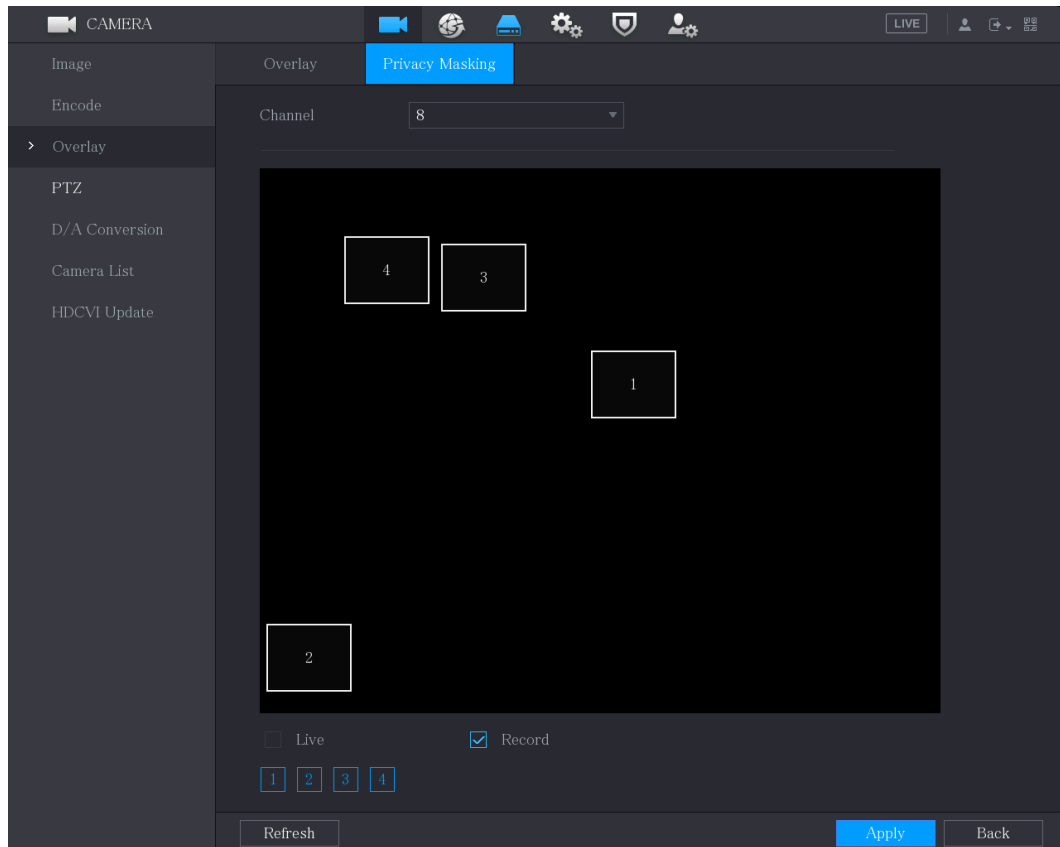 CAMERA LIVE
Image
Encode
Overlay
PTZ
D/A Conversion
Camera List
HDCVI Update
Overlay Privacy Masking
Channel 8
4
3
1
2
Live Record
1 2 3 4
Refresh Apply Back